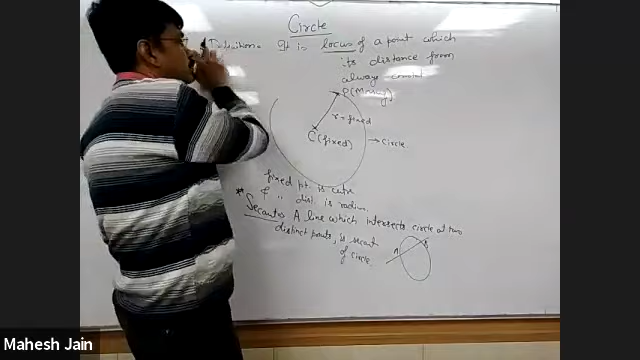 Circle
Definition= It is locus of a point which
its distance from
always
P(Moving)
r = fixed
C(fixed)
→ circle
fixed pt. is centre
& " dist. is radius.
** Secant= A line which intersects circle at two
distinct points, is secant
of circle.
A
B
Mahesh Jain